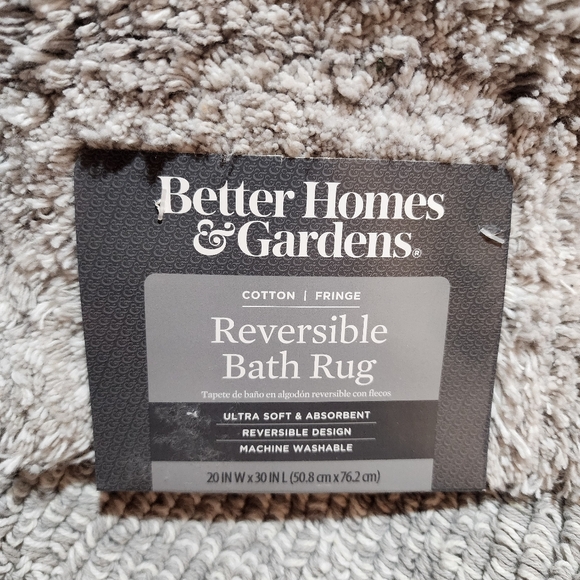 Better Homes
& Gardens®
COTTON | FRINGE
Reversible
Bath Rug
Tapete de baño en algodón reversible con flecos
ULTRA SOFT & ABSORBENT
REVERSIBLE DESIGN
MACHINE WASHABLE
20 IN W x 30 IN L (50.8 cm x 76.2 cm)